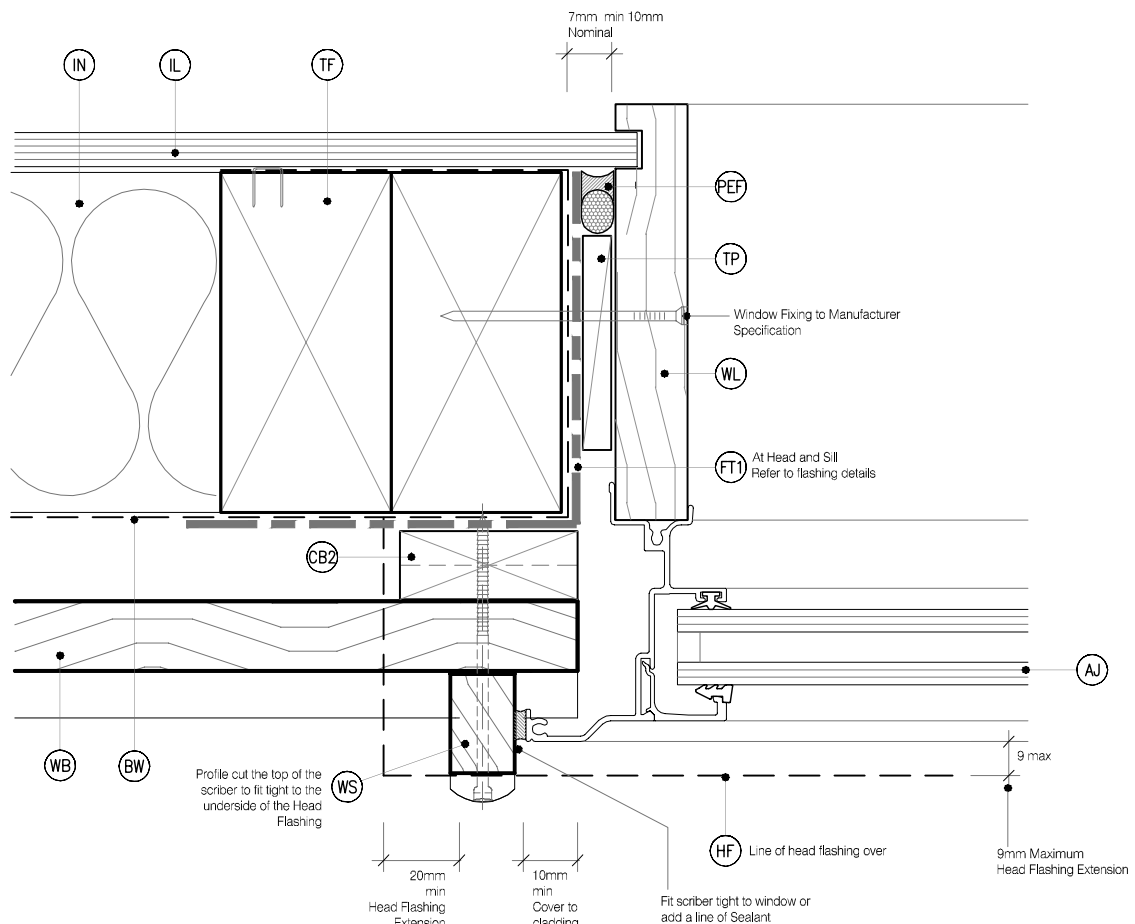 7mm min 10mm
Nominal
IN
IL
TF
PEF
TP
Window Fixing to Manufacturer
Specification
WL
FT1
At Head and Sill
Refer to flashing details
CB2
AJ
WB
BW
9 max
Profile cut the top of the
scriber to fit tight to the
underside of the Head
Flashing
WS
HF
Line of head flashing over
9mm Maximum
Head Flashing Extension
20mm
min
Head Flashing
Extension
10mm
min
Cover to
cladding
Fit scriber tight to window or
add a line of Sealant